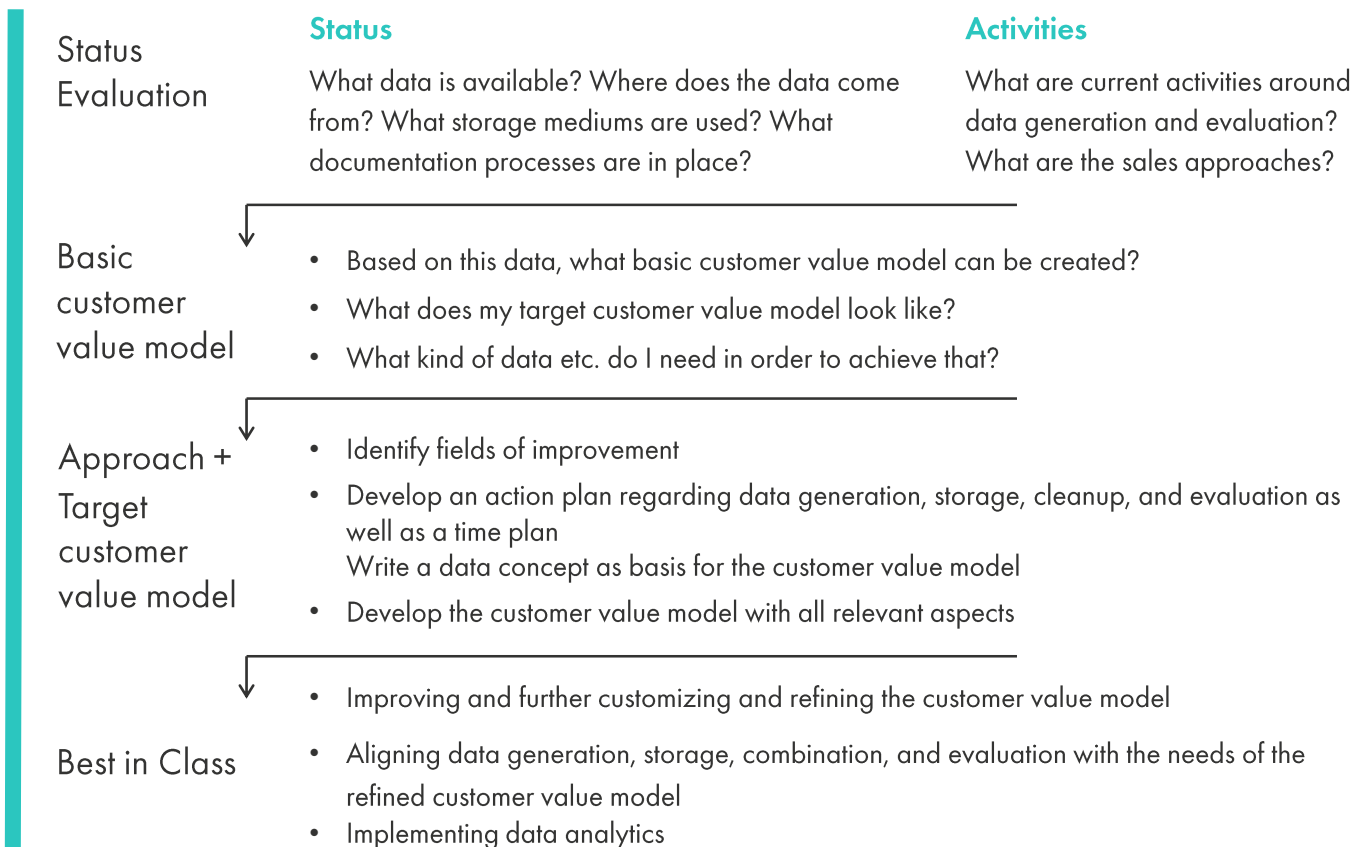 Status
Evaluation
Status
What data is available? Where does the data come
from? What storage mediums are used? What
documentation processes are in place?
Activities
What are current activities around
data generation and evaluation?
What are the sales approaches?
Basic
customer
value model
• Based on this data, what basic customer value model can be created?
• What does my target customer value model look like?
• What kind of data etc. do I need in order to achieve that?
Approach +
Target
customer
value model
• Identify fields of improvement
• Develop an action plan regarding data generation, storage, cleanup, and evaluation as
well as a time plan
Write a data concept as basis for the customer value model
• Develop the customer value model with all relevant aspects
Best in Class
• Improving and further customizing and refining the customer value model
• Aligning data generation, storage, combination, and evaluation with the needs of the
refined customer value model
• Implementing data analytics